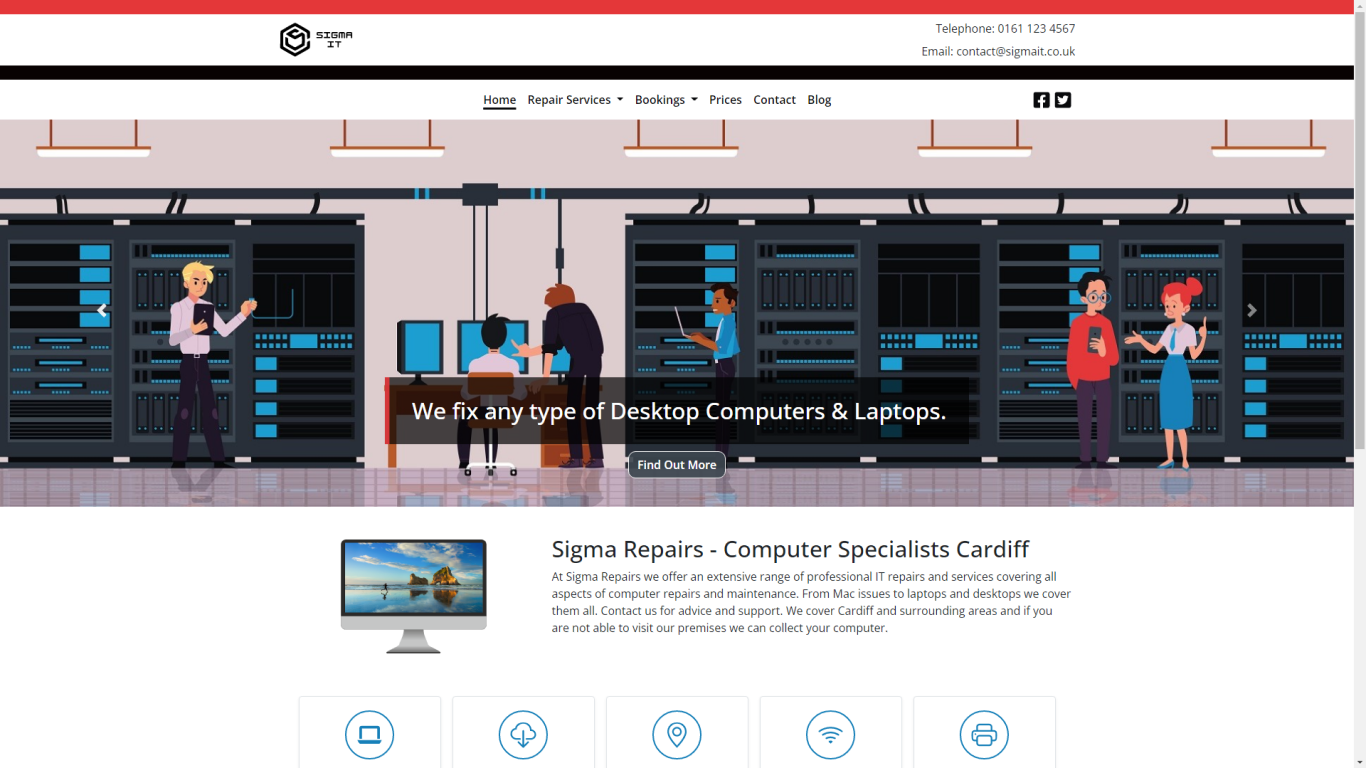 SIGMA
IT
Telephone: 0161 123 4567
Email: contact@sigmait.co.uk
Home Repair Services Bookings Prices Contact Blog
We fix any type of Desktop Computers & Laptops.
Find Out More
Sigma Repairs - Computer Specialists Cardiff
At Sigma Repairs we offer an extensive range of professional IT repairs and services covering all
aspects of computer repairs and maintenance. From Mac issues to laptops and desktops we cover
them all. Contact us for advice and support. We cover Cardiff and surrounding areas and if you
are not able to visit our premises we can collect your computer.